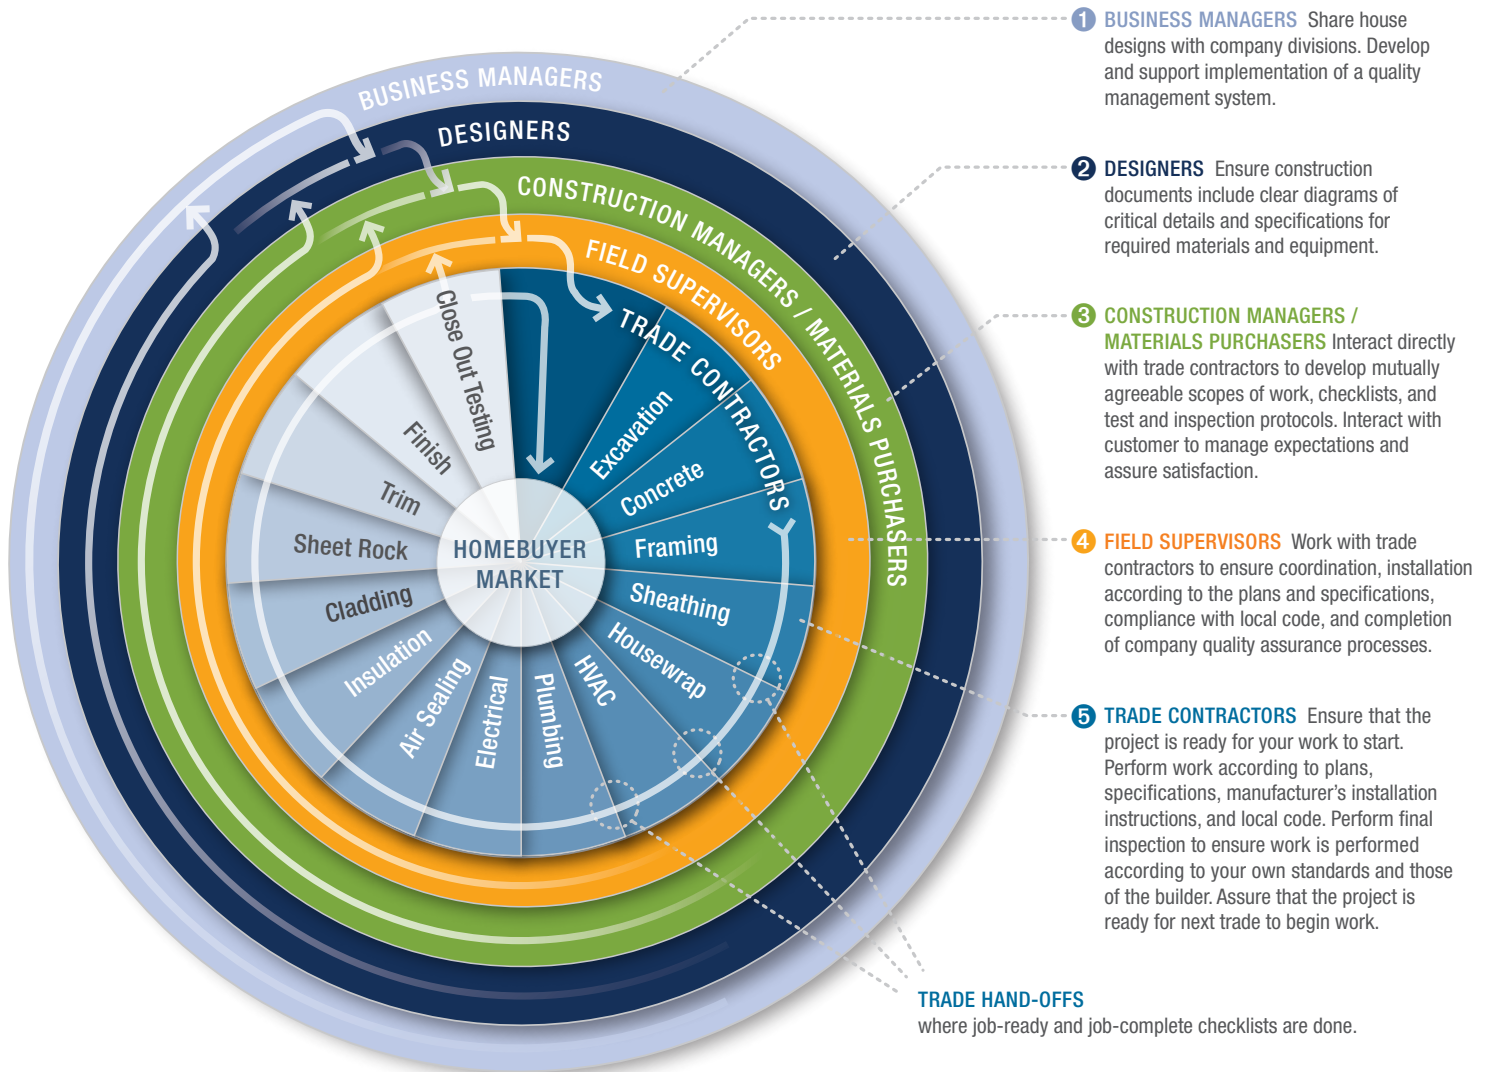 BUSINESS MANAGERS
DESIGNERS
CONSTRUCTION MANAGERS / MATERIALS PURCHASERS
FIELD SUPERVISORS
TRADE CONTRACTORS
Excavation
Concrete
Framing
Sheathing
Housewrap
HVAC
Plumbing
Electrical
Air Sealing
Insulation
Cladding
Sheet Rock
Trim
Finish
Close Out Testing
HOMEBUYER
MARKET
1 BUSINESS MANAGERS Share house
designs with company divisions. Develop
and support implementation of a quality
management system.
2 DESIGNERS Ensure construction
documents include clear diagrams of
critical details and specifications for
required materials and equipment.
3 CONSTRUCTION MANAGERS /
MATERIALS PURCHASERS Interact directly
with trade contractors to develop mutually
agreeable scopes of work, checklists, and
test and inspection protocols. Interact with
customer to manage expectations and
assure satisfaction.
4 FIELD SUPERVISORS Work with trade
contractors to ensure coordination, installation
according to the plans and specifications,
compliance with local code, and completion
of company quality assurance processes.
5 TRADE CONTRACTORS Ensure that the
project is ready for your work to start.
Perform work according to plans,
specifications, manufacturer’s installation
instructions, and local code. Perform final
inspection to ensure work is performed
according to your own standards and those
of the builder. Assure that the project is
ready for next trade to begin work.
TRADE HAND-OFFS
where job-ready and job-complete checklists are done.